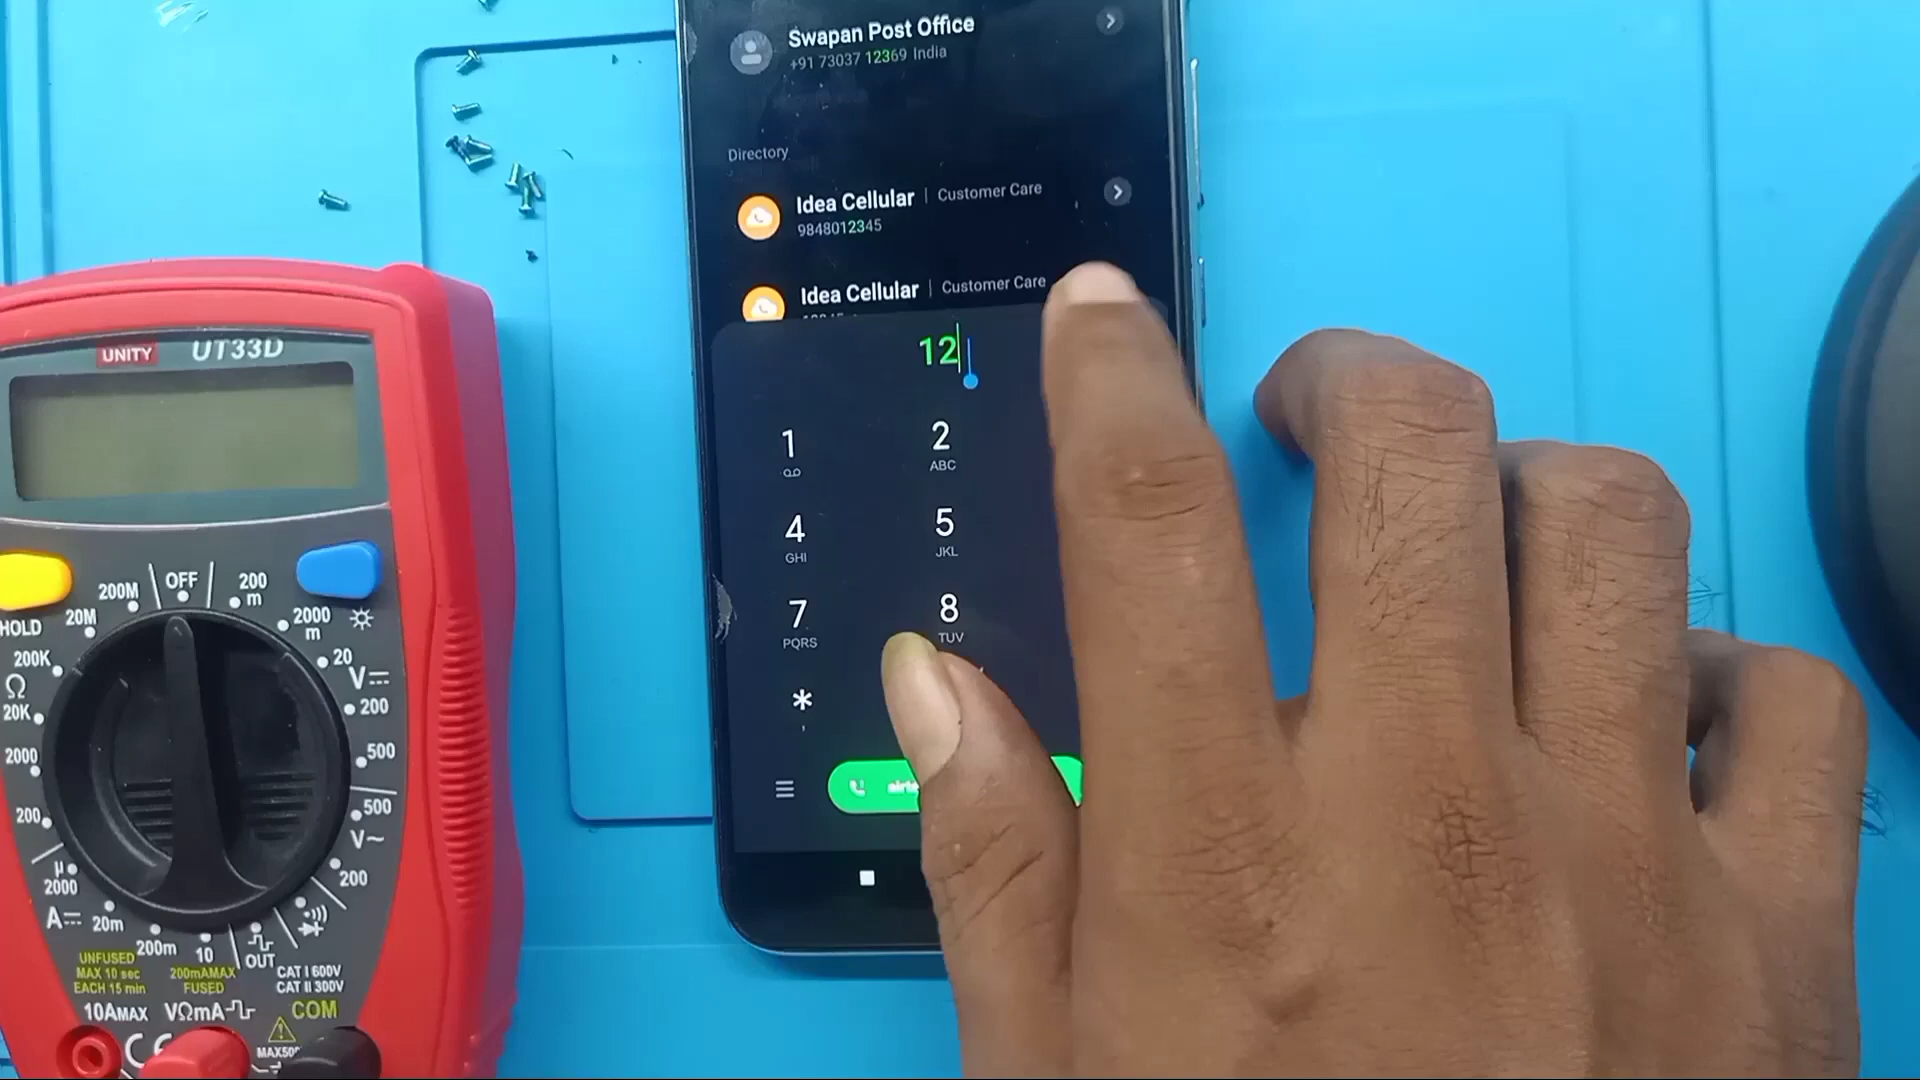 Swapan Post Office
+91 73037 12369 India
Directory
Idea Cellular | Customer Care
9848012345
Idea Cellular | Customer Care
12
1
2
ABC
4
GHI
5
JKL
7
PQRS
8
TUV
*
,
UNITY UT33D
OFF
200M
200
m
20M
2000
m
HOLD
200K
20
V
Ω
20K
200
2000
500
200
500
V~
µ
2000
200
A
20m
200m
10
OUT
UNFUSED
MAX 10 sec
EACH 15 min
200mAMAX
FUSED
CAT I 600V
CAT II 300V
10AMAX
VΩmA
COM
CE